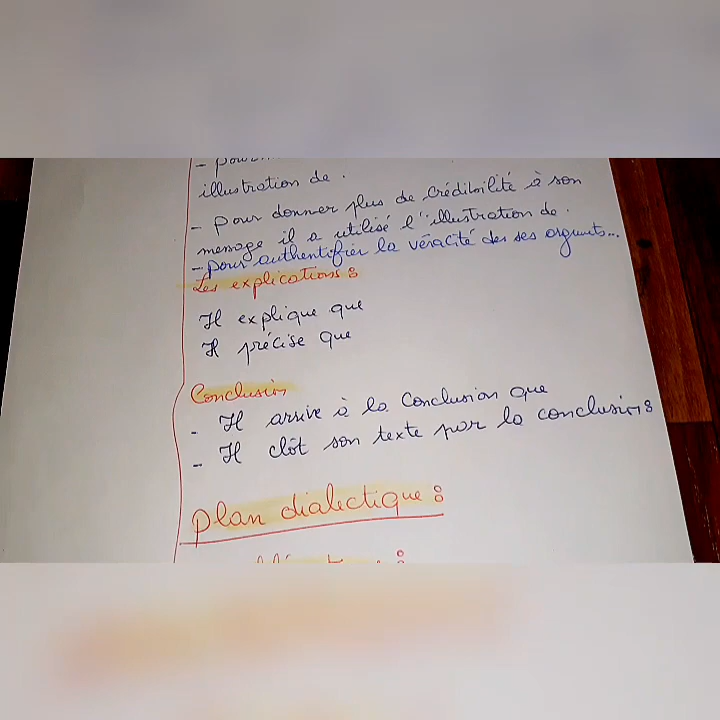 illustration de.
- pour donner plus de crédibilité à son
message il a utilisé l'illustration de.
- pour authentifier la véracité des ses arguments...
Les explications :
Il explique que
Il précise que
Conclusion
- Il arrive à la Conclusion que
- Il clôt son texte par la conclusion :
plan dialectique :